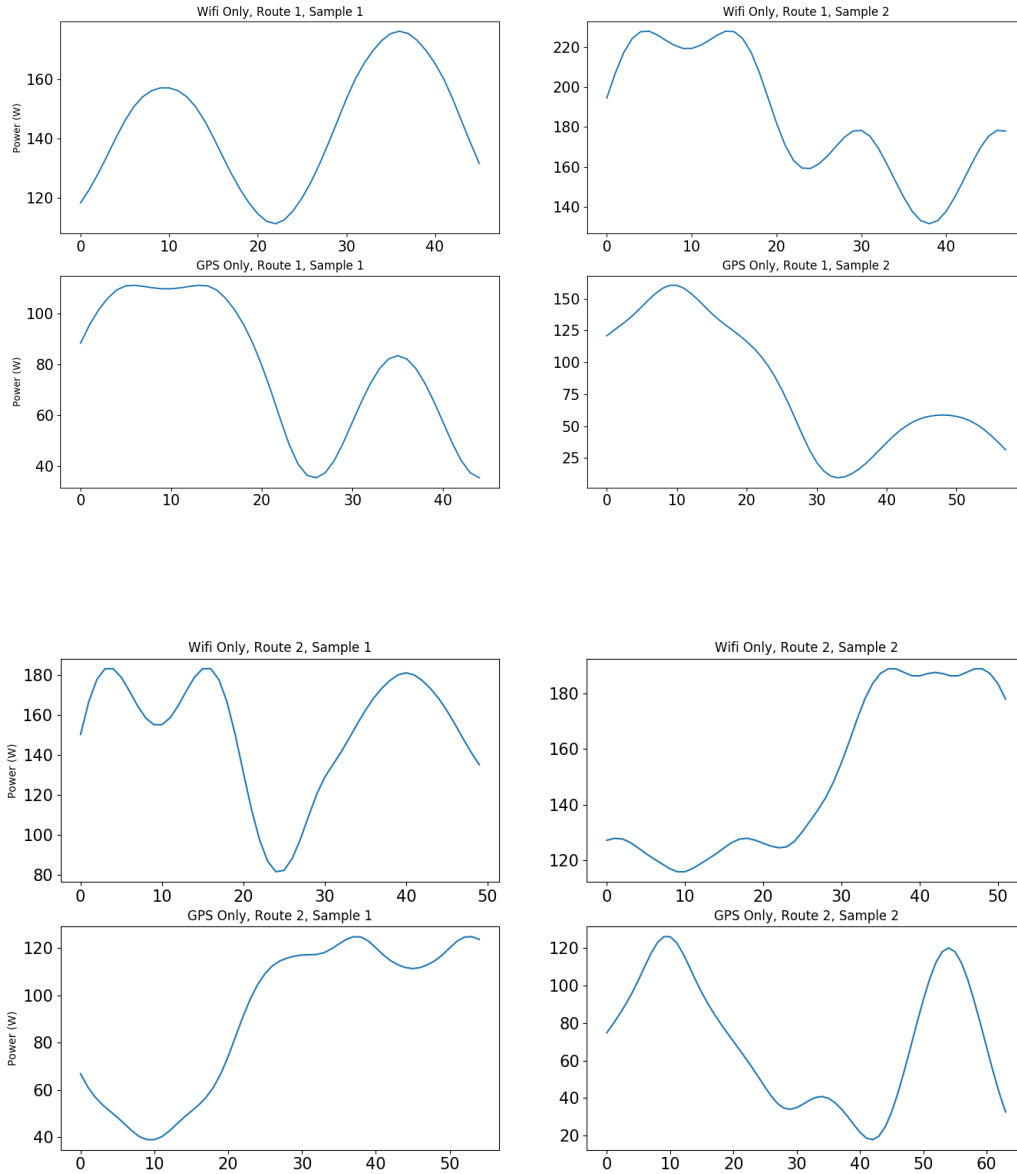 Wifi Only, Route 1, Sample 1
Power (W)
160
140
120
0 10 20 30 40
Wifi Only, Route 1, Sample 2
220
200
180
160
140
0 20 40
GPS Only, Route 1, Sample 1
Power (W)
100
80
60
40
0 10 20 30 40
GPS Only, Route 1, Sample 2
150
125
100
75
50
25
0 10 20 30 40 50
Wifi Only, Route 2, Sample 1
Power (W)
180
160
140
120
100
80
0 10 20 30 40 50
Wifi Only, Route 2, Sample 2
180
160
140
120
0 10 20 30 40 50
GPS Only, Route 2, Sample 1
Power (W)
120
100
80
60
40
0 10 20 30 40 50
GPS Only, Route 2, Sample 2
120
100
80
60
40
20
0 10 20 30 40 50 60